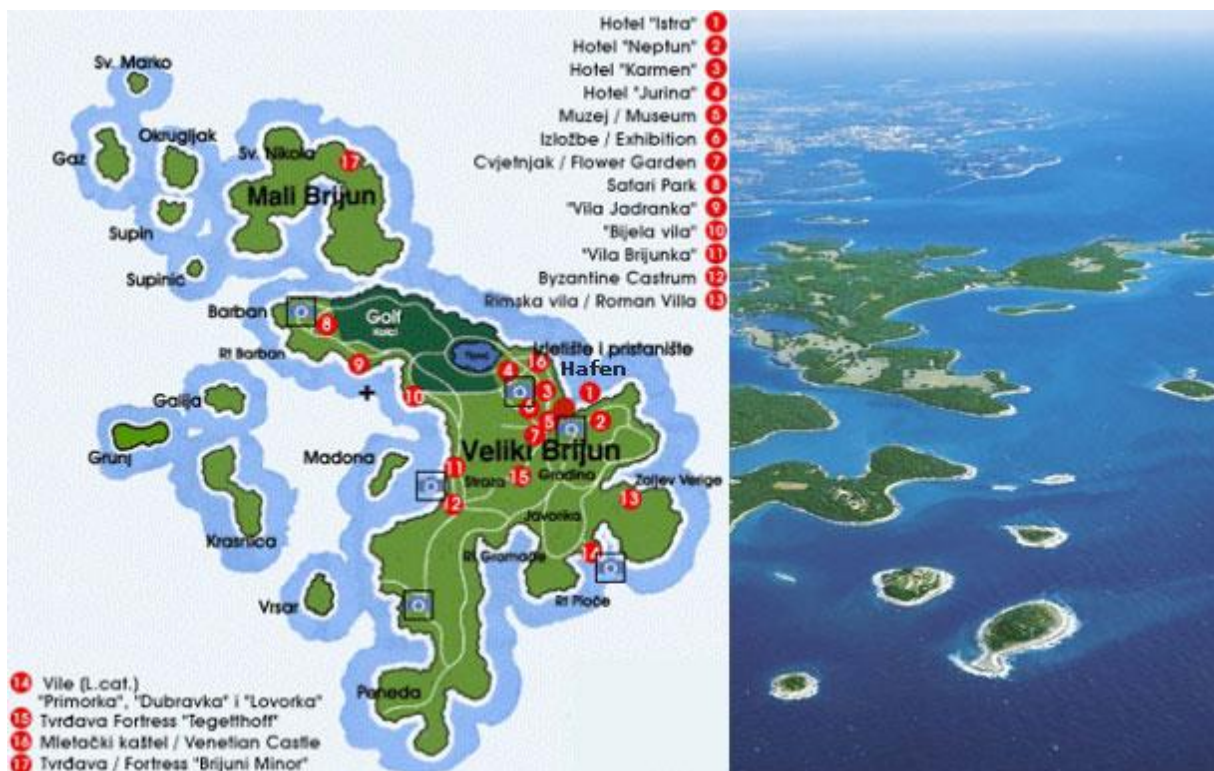 Hotel "Istra" 1
Hotel "Neptun" 2
Hotel "Karmen" 3
Hotel "Jurina" 4
Muzej / Museum 5
Izložbe / Exhibition 6
Cvjetnjak / Flower Garden 7
Safari Park 8
"Vila Jadranka" 9
"Bijela vila" 10
"Vila Brijunka" 11
Byzantine Castrum 12
Rimska vila / Roman Villa 13
Sv. Marko
Okrugljak
Gaz
Sv. Nikola
17
Mali Brijun
Supin
Supinić
Barban
8
Golf
Rt Barban
9
10
Izletište i pristanište
16
Hafen
4
3
1
6
5
2
7
Veliki Brijun
Galija
Grunj
Madona
11
Straža
15
Gradina
Zaljev Verige
12
13
Javorika
Krasnica
Rt Gramače
14
Vrsar
Rt Ploče
Peneda
14 Vile (L.cat.)
"Primorka", "Dubravka" i "Lovorka"
15 Tvrđava Fortress "Tegetthoff"
16 Mletački kaštel / Venetian Castle
17 Tvrđava / Fortress "Brijuni Minor"